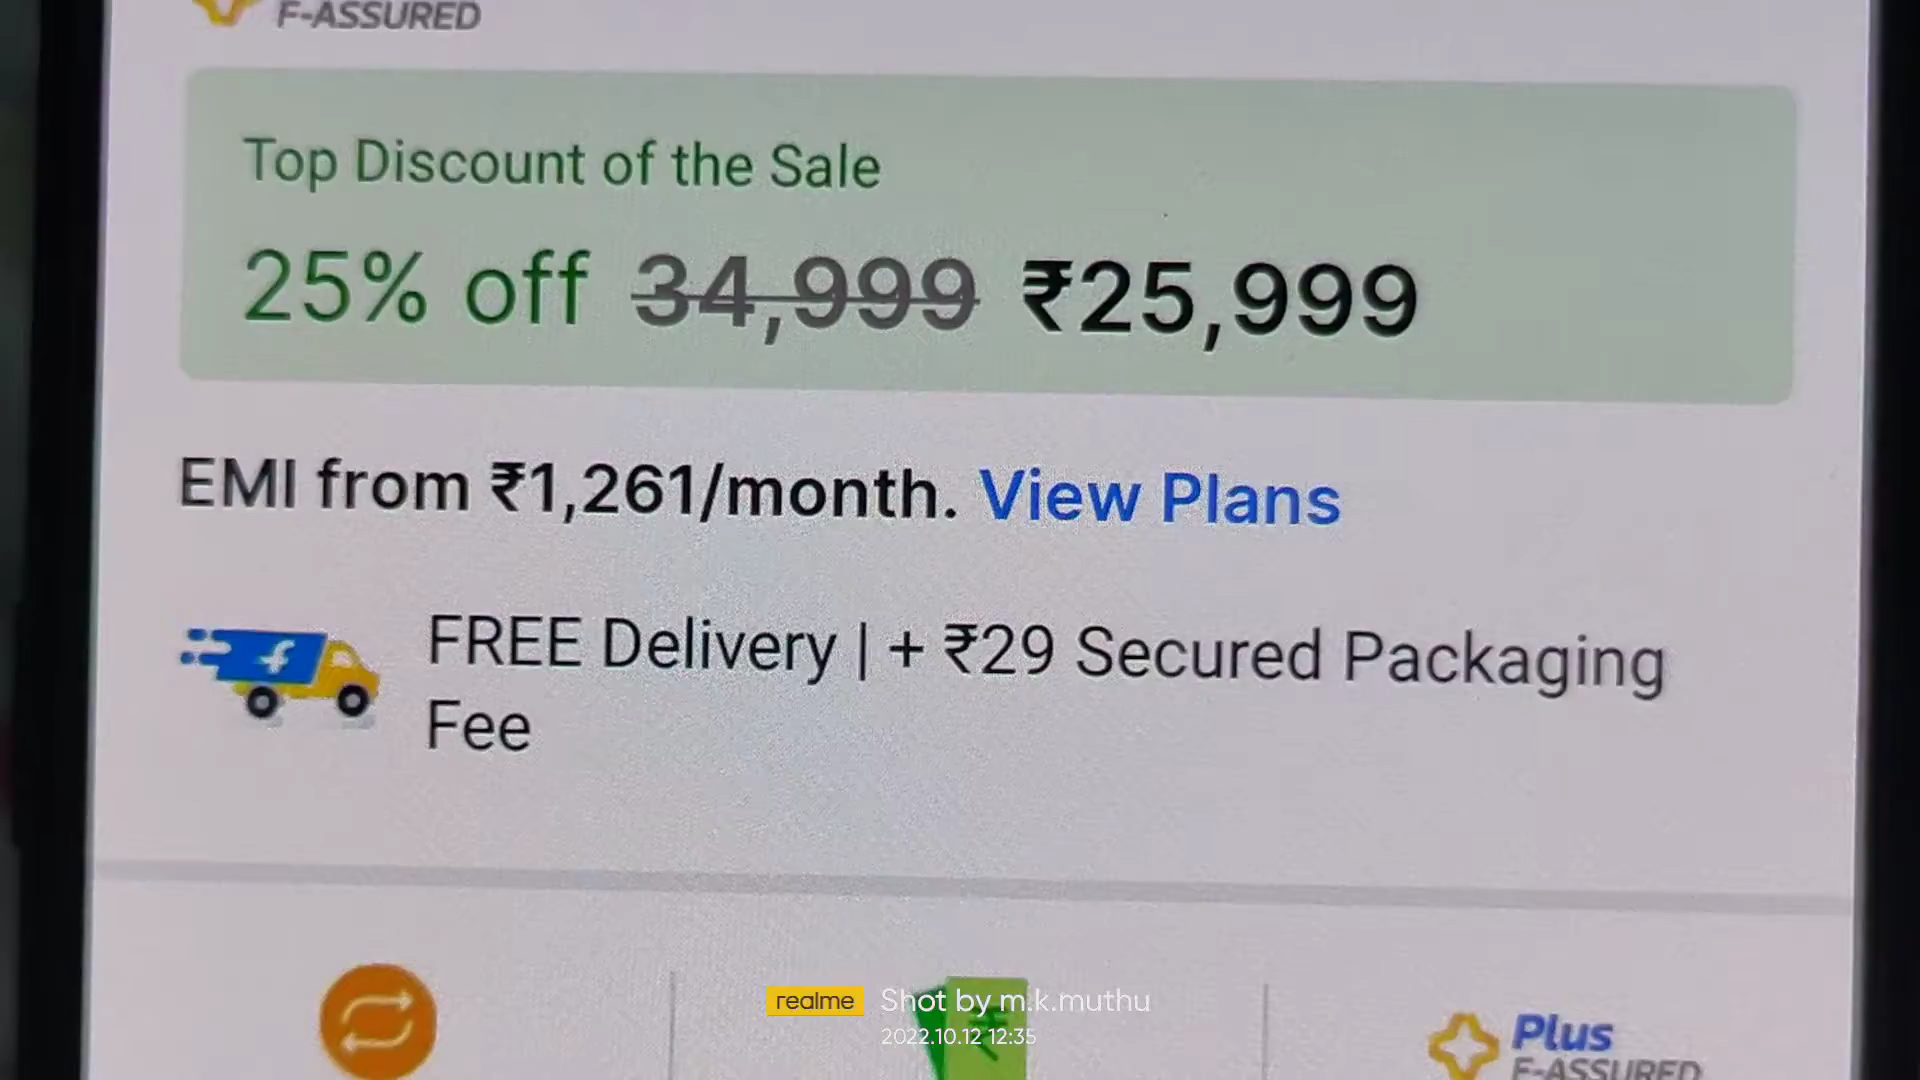 F-ASSURED
Top Discount of the Sale
25% off 34,999 ₹25,999
EMI from ₹1,261/month. View Plans
f
FREE Delivery | + ₹29 Secured Packaging
Fee
₹
realme Shot by m.k.muthu
2022.10.12 12:35
Plus
F-ASSURED